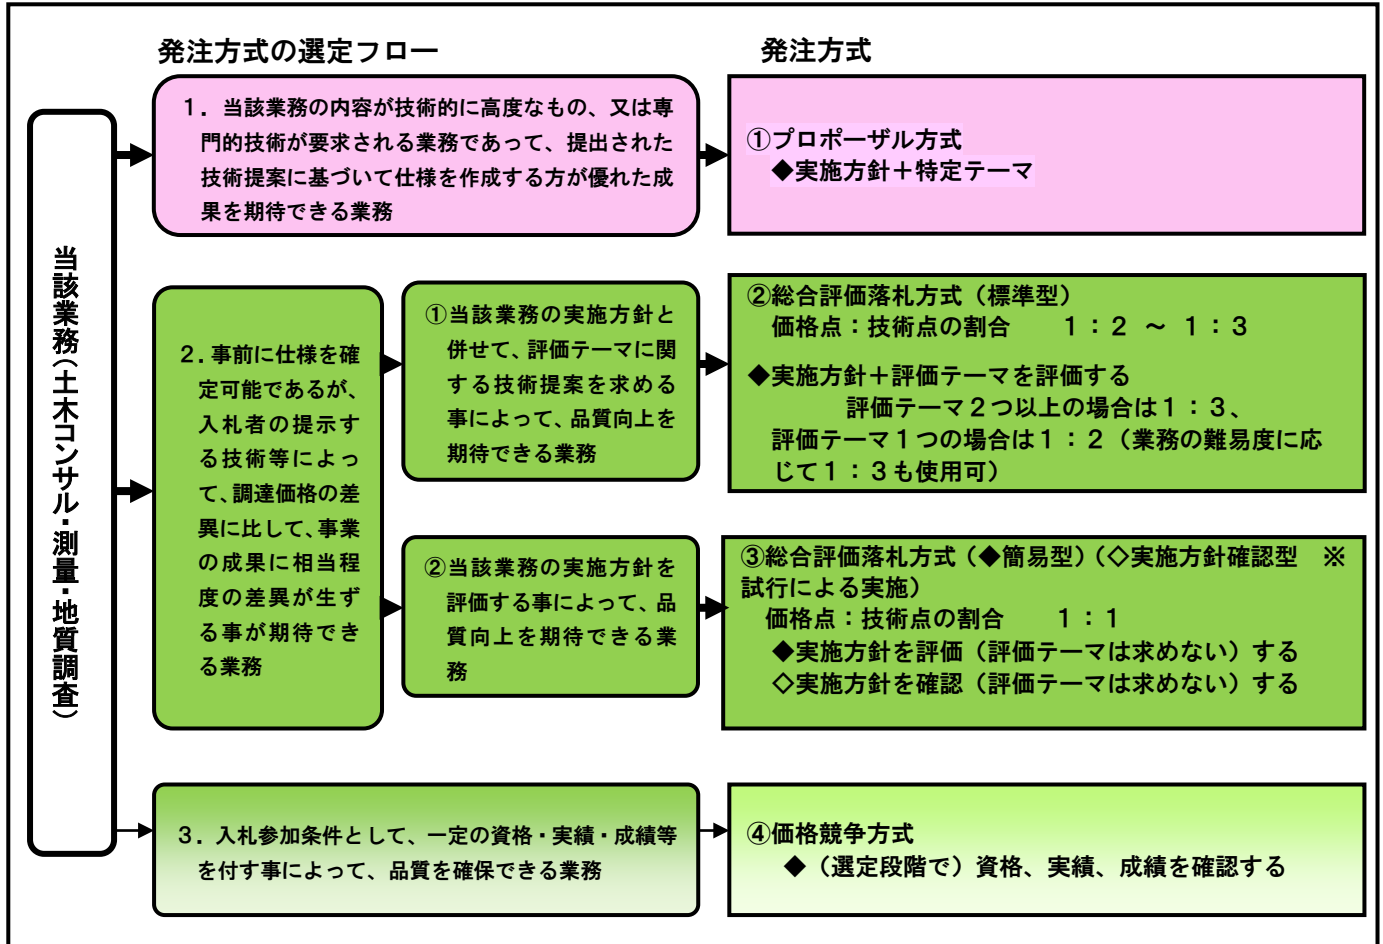 発注方式の選定フロー
発注方式
当該業務（土木コンサル・測量・地質調査）
１．当該業務の内容が技術的に高度なもの、又は専
門的技術が要求される業務であって、提出された
技術提案に基づいて仕様を作成する方が優れた成
果を期待できる業務
①プロポーザル方式
◆実施方針＋特定テーマ
２．事前に仕様を確
定可能であるが、
入札者の提示す
る技術等によっ
て、調達価格の差
異に比して、事業
の成果に相当程
度の差異が生ず
る事が期待でき
る業務
①当該業務の実施方針と
併せて、評価テーマに関
する技術提案を求める
事によって、品質向上を
期待できる業務
②総合評価落札方式（標準型）
価格点：技術点の割合　　１：２ ～ １：３
◆実施方針＋評価テーマを評価する
評価テーマ２つ以上の場合は１：３、
評価テーマ１つの場合は１：２（業務の難易度に応
じて１：３も使用可）
②当該業務の実施方針を
評価する事によって、品
質向上を期待できる業
務
③総合評価落札方式（◆簡易型）（◇実施方針確認型　※
試行による実施）
価格点：技術点の割合　　１：１
◆実施方針を評価（評価テーマは求めない）する
◇実施方針を確認（評価テーマは求めない）する
３．入札参加条件として、一定の資格・実績・成績等
を付す事によって、品質を確保できる業務
④価格競争方式
◆（選定段階で）資格、実績、成績を確認する